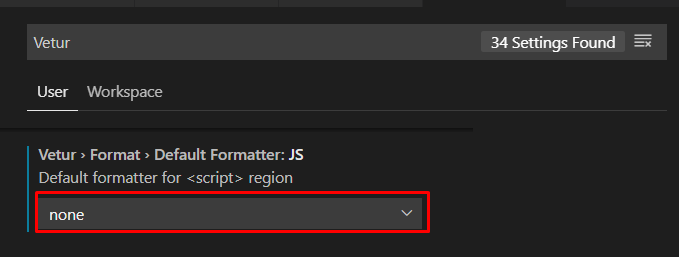 Vetur
34 Settings Found
User Workspace
Vetur › Format › Default Formatter: JS
Default formatter for <script> region
none